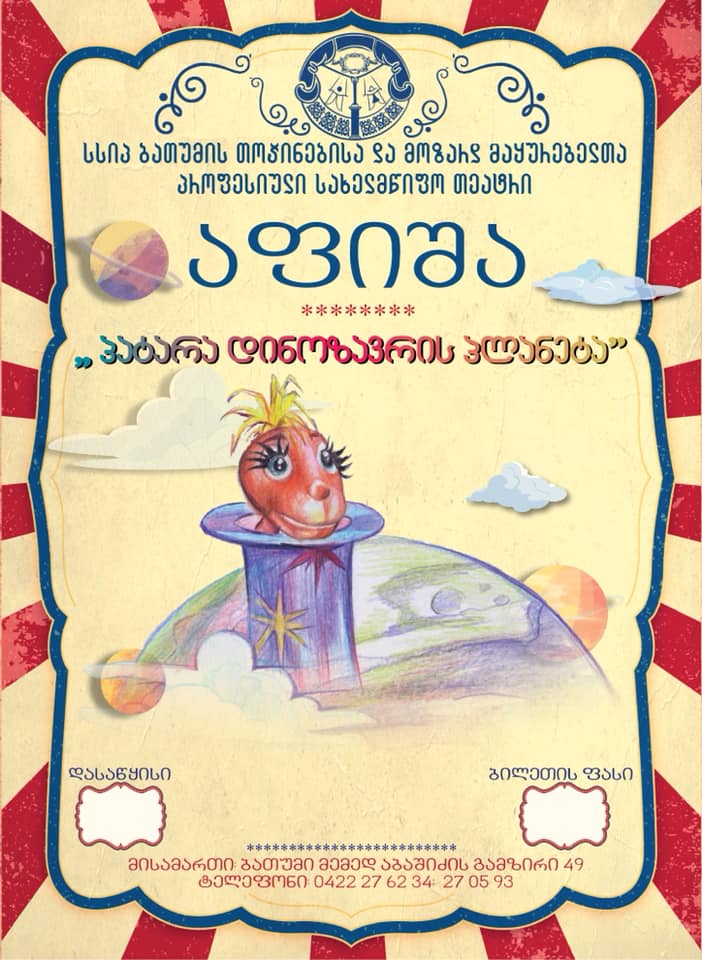 სსიპ ბათუმის თოჯინებისა და მოზარდ მაყურებელთა
პროფესიული სახელმწიფო თეატრი
აფიშა
********
„ პატარა დინოზავრის პლანეტა”
დასაწყისი
ბილეთის ფასი
*************************
მისამართი: ბათუმი მემედ აბაშიძის გამზირი 49
ტელეფონი: 0422 27 62 34; 27 05 93